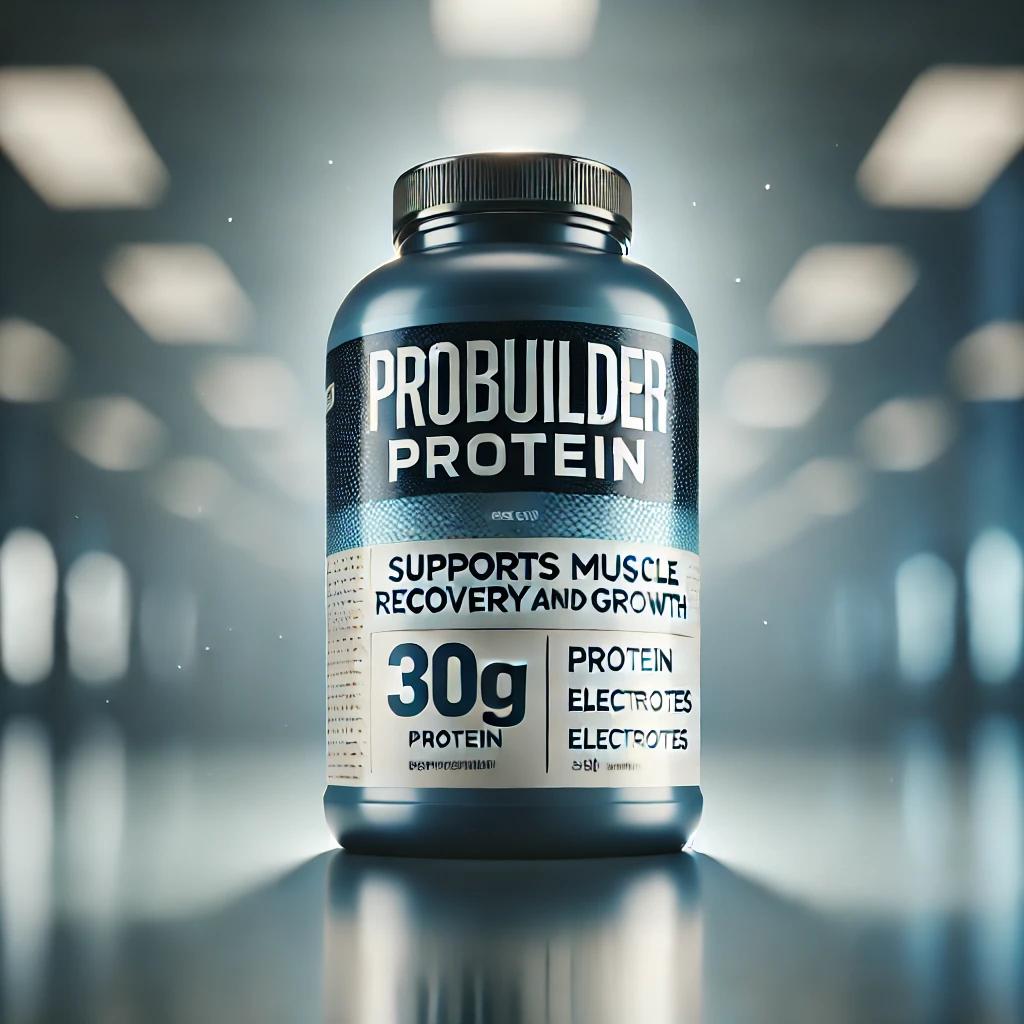 PROBUILDER
PROTEIN
SUPPORTS MUSCLE
RECOVERY AND GROWTH
30g
PROTEIN
PROTEIN
ELECTROTES
ELECTROTES